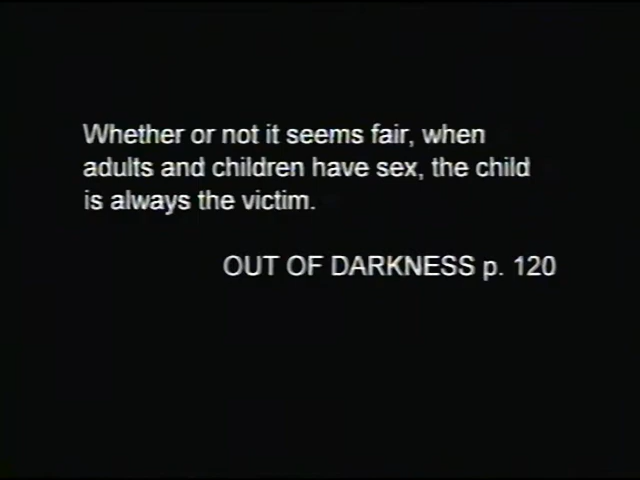 Whether or not it seems fair, when
adults and children have sex, the child
is always the victim.
OUT OF DARKNESS p. 120